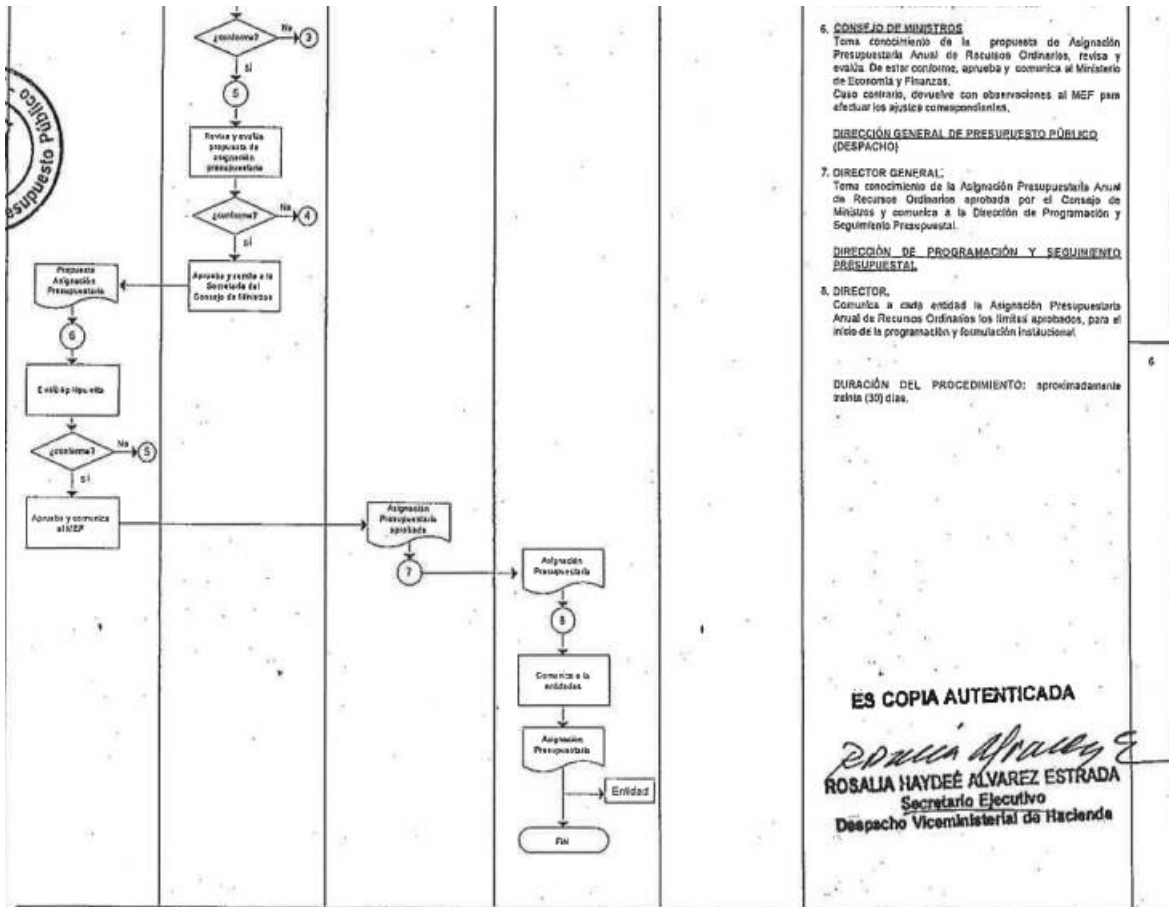 ¿conforme?
No
3
sí
5
Revisa y evalúa
propuesta de
asignación
presupuestaria
¿conforme?
No
4
sí
Aprueba y remite a la
Secretaría del
Consejo de Ministros
Propuesta
Asignación
Presupuestaria
6
Evalúa propuesta
¿conforme?
No
5
sí
Aprueba y comunica
al MEF
Asignación
Presupuestaria
aprobada
7
Asignación
Presupuestaria
8
Comunica a la
entidades
Asignación
Presupuestaria
Entidad
FIN
supuesto Público
6. CONSEJO DE MINISTROS
Toma conocimiento de la propuesta de Asignación
Presupuestaria Anual de Recursos Ordinarios, revisa y
evalúa. De estar conforme, aprueba y comunica al Ministerio
de Economía y Finanzas.
Caso contrario, devuelve con observaciones al MEF para
efectuar los ajustes correspondientes.
DIRECCIÓN GENERAL DE PRESUPUESTO PÚBLICO
(DESPACHO)
7. DIRECTOR GENERAL:
Toma conocimiento de la Asignación Presupuestaria Anual
de Recursos Ordinarios aprobada por el Consejo de
Ministros y comunica a la Dirección de Programación y
Seguimiento Presupuestal.
DIRECCIÓN DE PROGRAMACIÓN Y SEGUIMIENTO
PRESUPUESTAL
8. DIRECTOR.
Comunica a cada entidad la Asignación Presupuestaria
Anual de Recursos Ordinarios los límites aprobados, para el
inicio de la programación y formulación institucional.
DURACIÓN DEL PROCEDIMIENTO: aproximadamente
treinta (30) días.
6
ES COPIA AUTENTICADA
ROSALIA HAYDEÉ ALVAREZ ESTRADA
Secretario Ejecutivo
Despacho Viceministerial de Hacienda